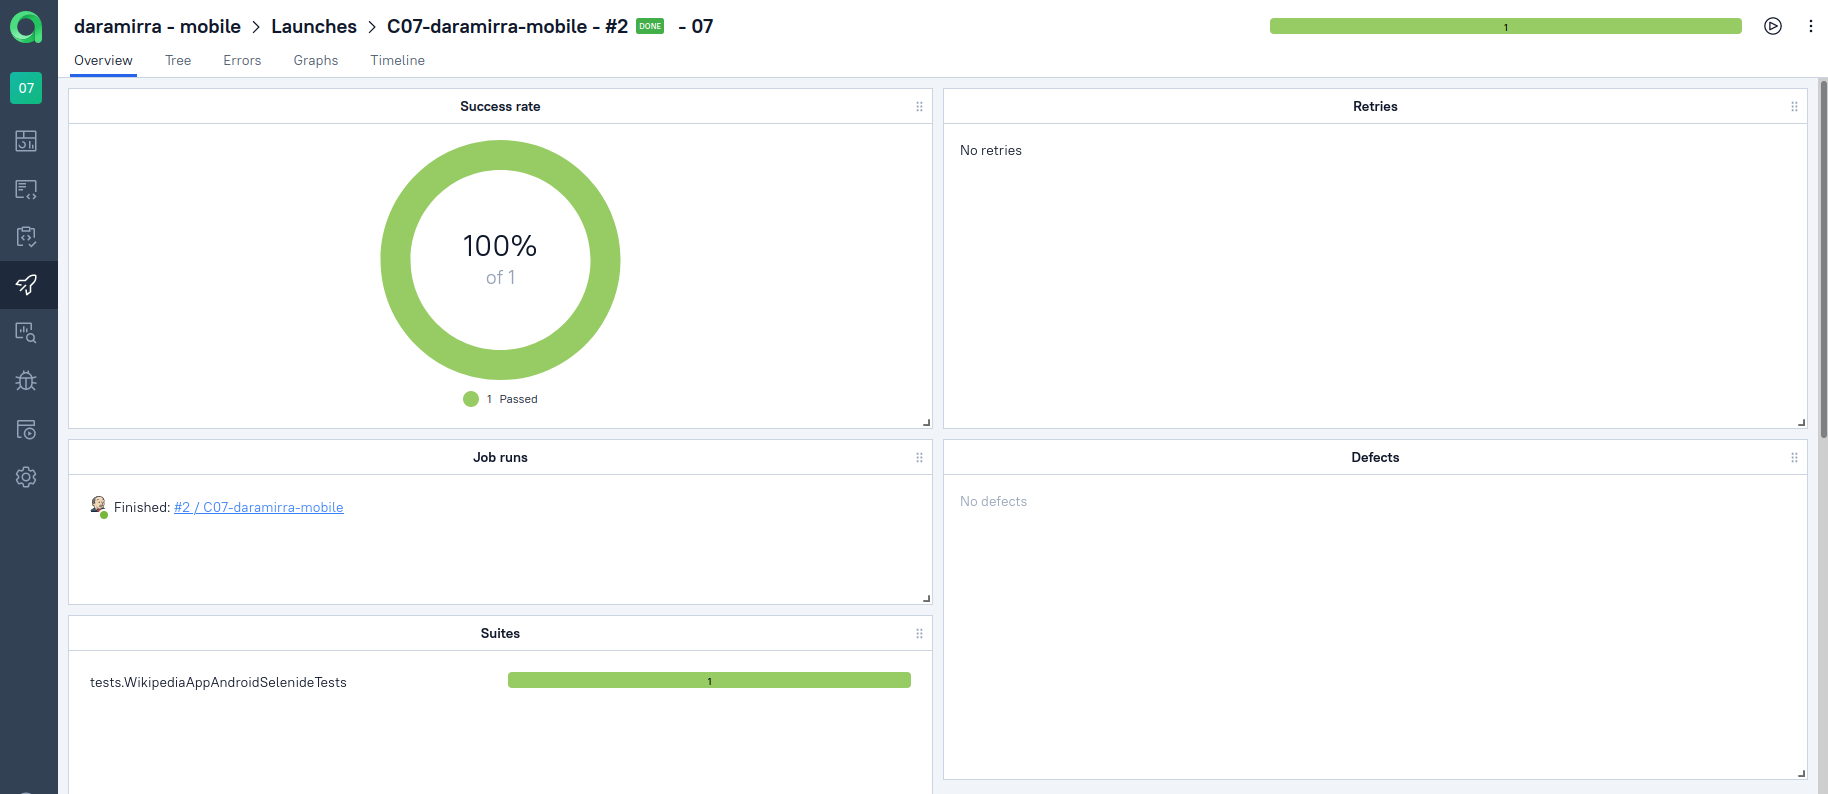 daramirra - mobile > Launches > C07-daramirra-mobile - #2 DONE - 07
1
Overview Tree Errors Graphs Timeline
07
Success rate
100%
of 1
1 Passed
Retries
No retries
Job runs
Finished: #2 / C07-daramirra-mobile
Defects
No defects
Suites
tests.WikipediaAppAndroidSelenideTests 1